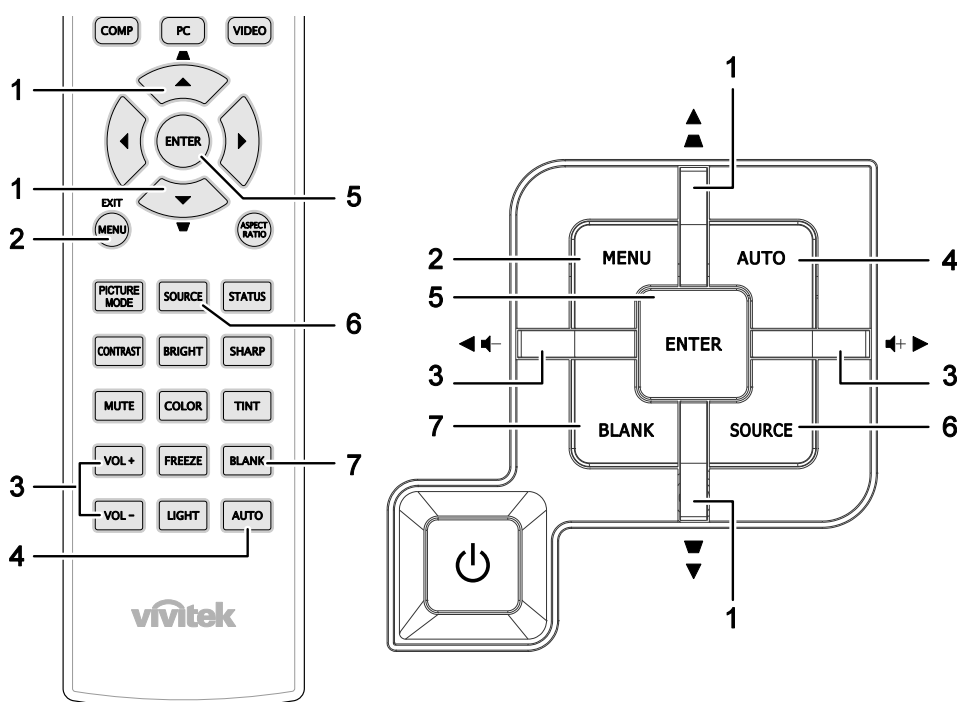 COMP PC VIDEO
1
ENTER
1
5
EXIT
MENU
2
ASPECT
RATIO
PICTURE
MODE
SOURCE STATUS
6
CONTRAST BRIGHT SHARP
MUTE COLOR TINT
VOL + FREEZE BLANK
7
3
VOL - LIGHT AUTO
4
vivitek
1
2 MENU AUTO 4
5
ENTER
- +
3 3
7 BLANK SOURCE 6
1